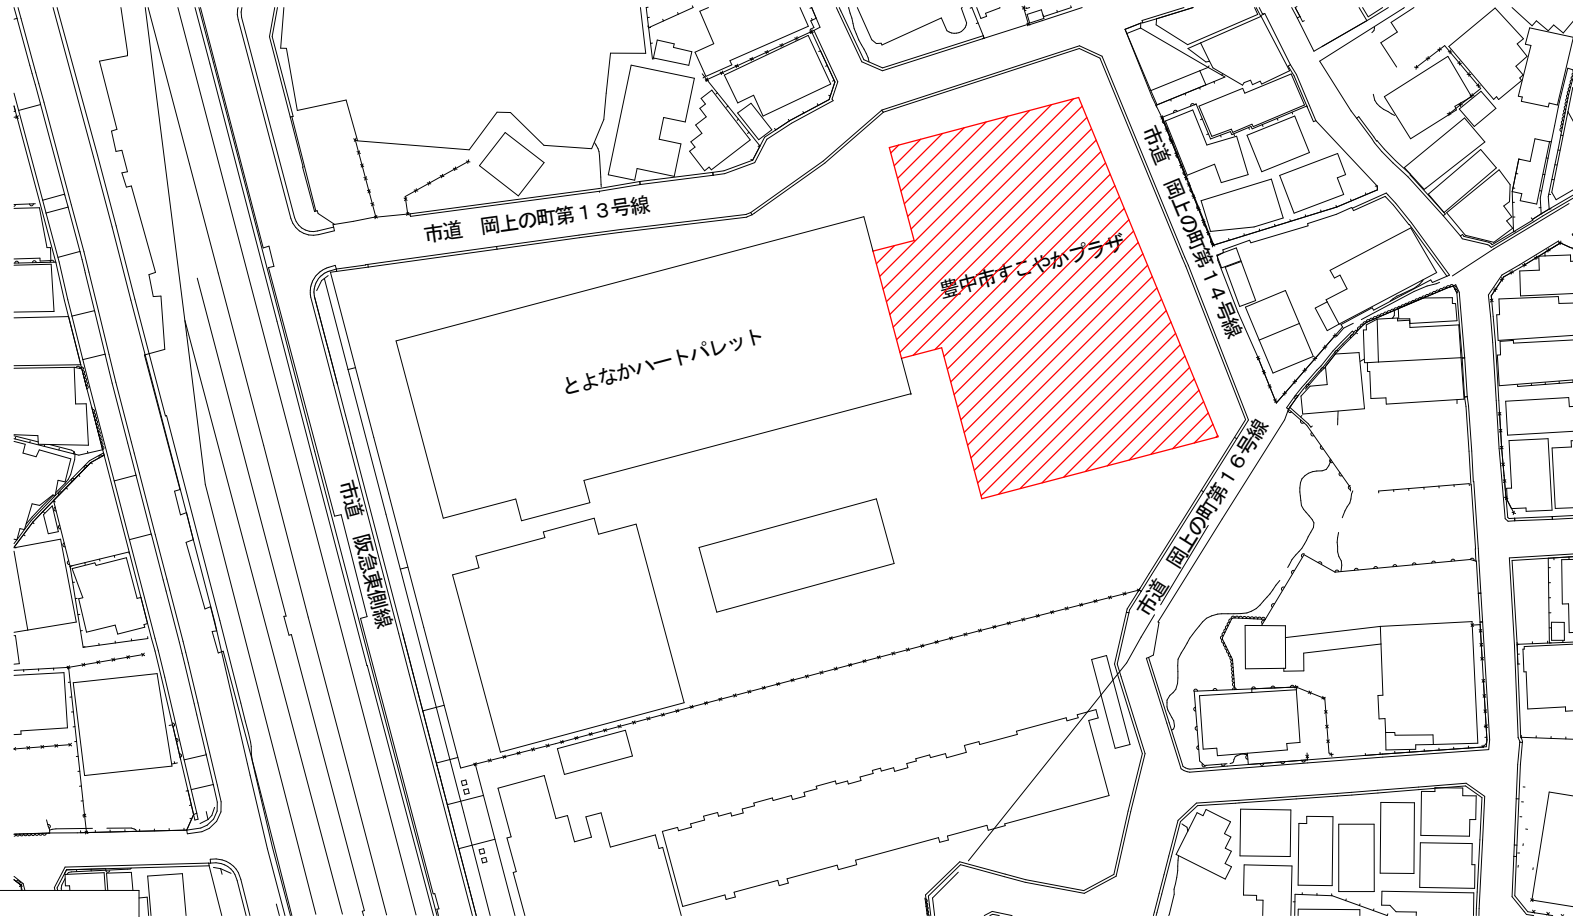 市道　岡上の町第１３号線
市道　岡上の町第１４号線
豊中市すこやかプラザ
とよなかハートパレット
市道　岡上の町第１６号線
市道　阪急東側線